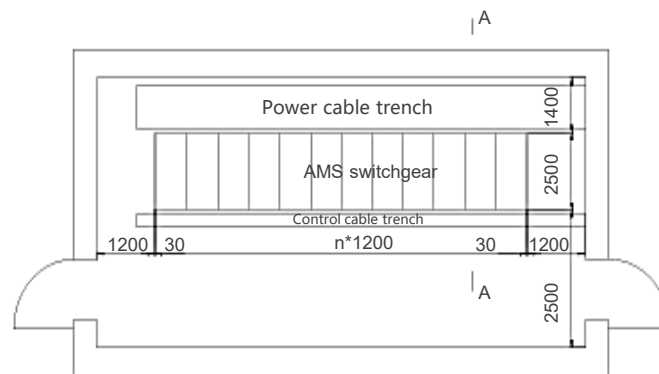 A
Power cable trench
1400
AMS switchgear
2500
Control cable trench
1200 30 n*1200 30 1200
A
2500